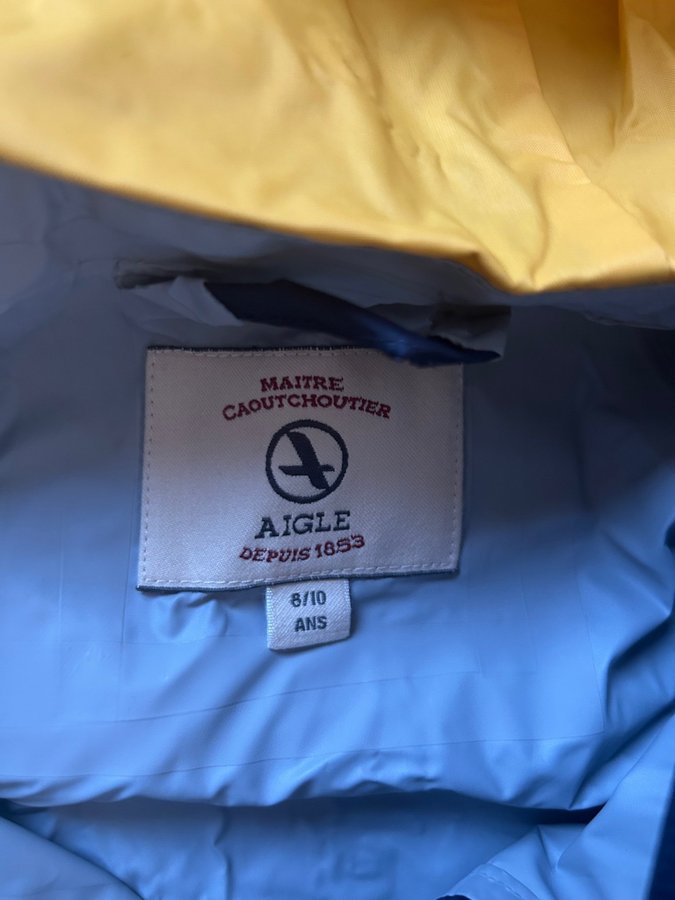 MAITRE
CAOUTCHOUTIER
AIGLE
DEPUIS 1853
8/10
ANS